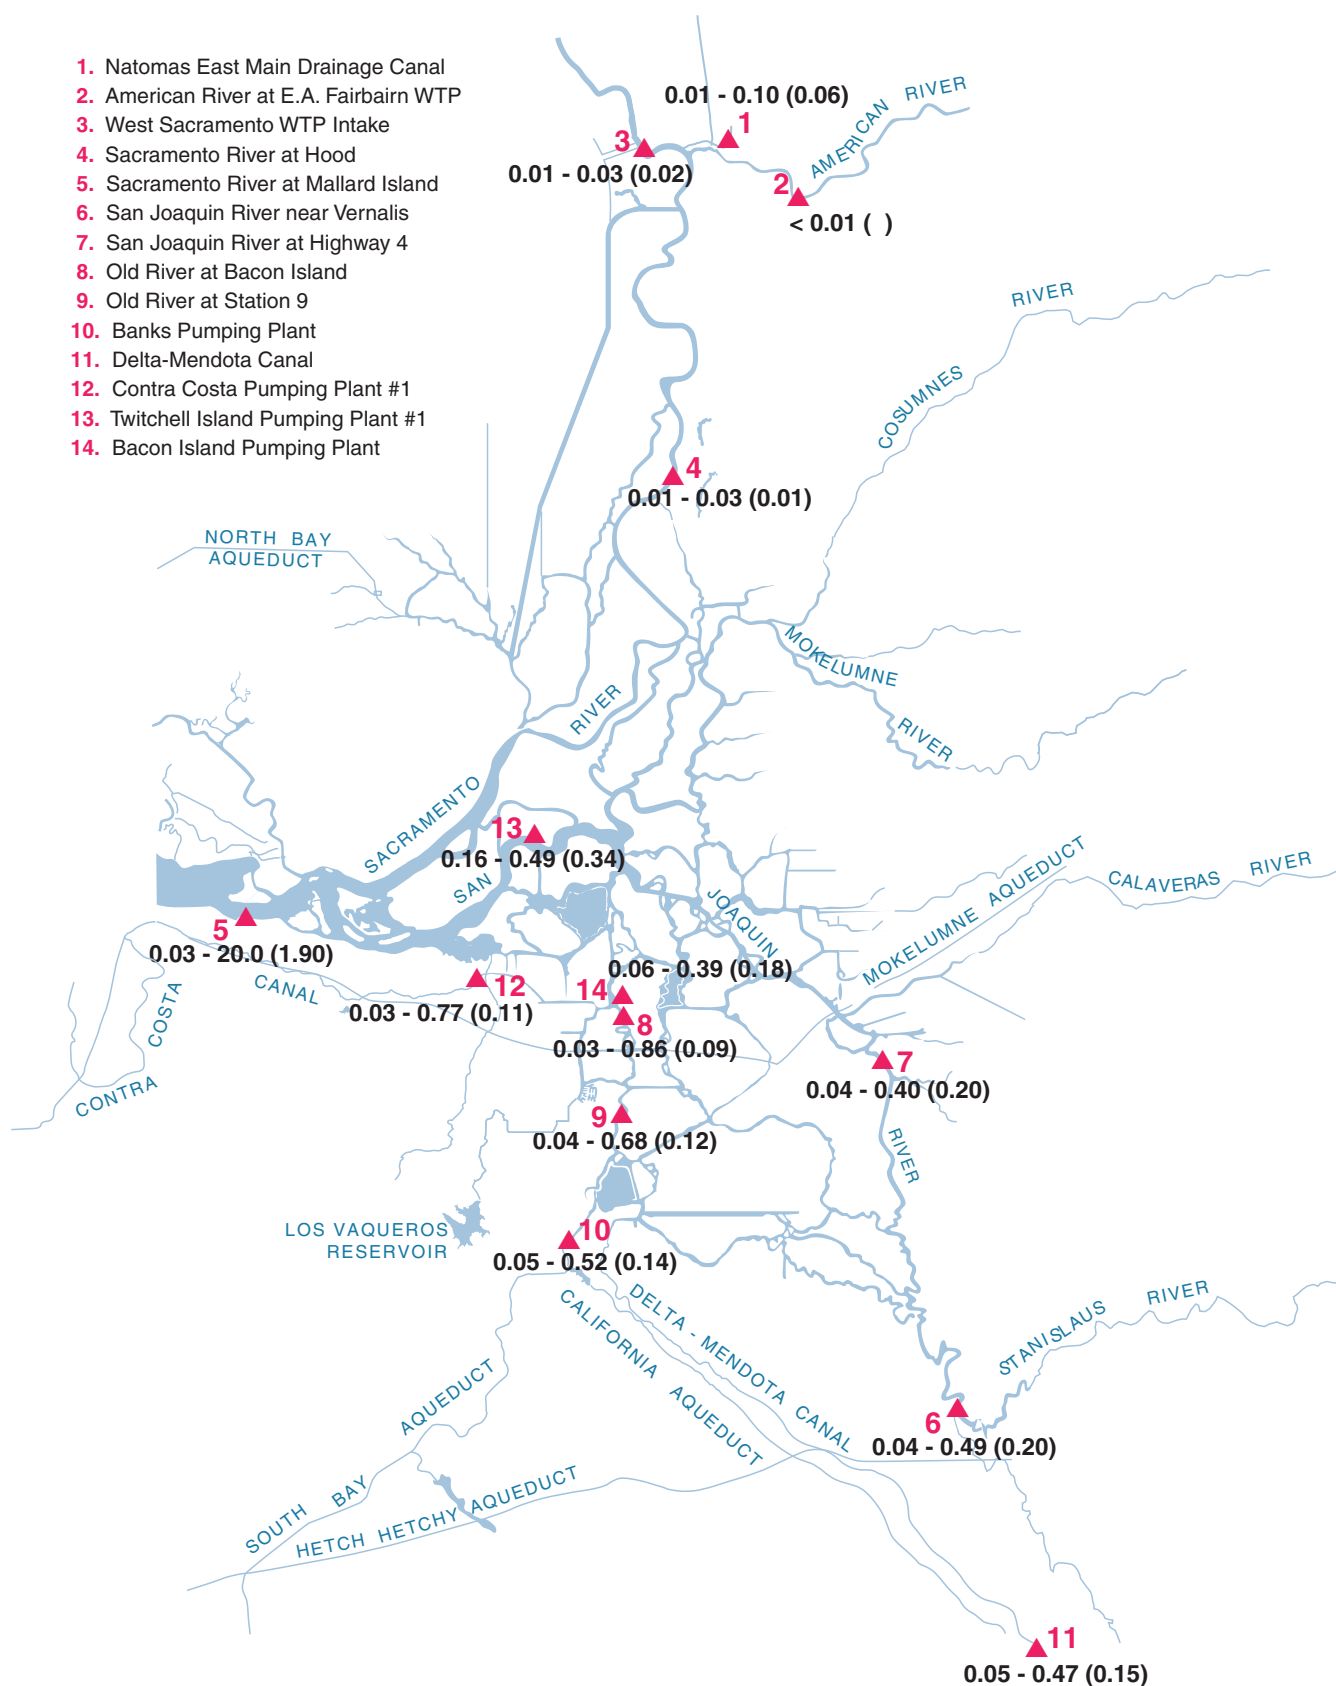 1. Natomas East Main Drainage Canal
2. American River at E.A. Fairbairn WTP
3. West Sacramento WTP Intake
4. Sacramento River at Hood
5. Sacramento River at Mallard Island
6. San Joaquin River near Vernalis
7. San Joaquin River at Highway 4
8. Old River at Bacon Island
9. Old River at Station 9
10. Banks Pumping Plant
11. Delta-Mendota Canal
12. Contra Costa Pumping Plant #1
13. Twitchell Island Pumping Plant #1
14. Bacon Island Pumping Plant
0.01 - 0.10 (0.06)
1
AMERICAN RIVER
3
0.01 - 0.03 (0.02)
2
< 0.01 ( )
COSUMNES RIVER
4
0.01 - 0.03 (0.01)
NORTH BAY
AQUEDUCT
MOKELUMNE RIVER
SACRAMENTO RIVER
13
0.16 - 0.49 (0.34)
SAN JOAQUIN RIVER
MOKELUMNE AQUEDUCT
CALAVERAS RIVER
5
0.03 - 20.0 (1.90)
CONTRA COSTA CANAL
12
0.03 - 0.77 (0.11)
0.06 - 0.39 (0.18)
14
8
0.03 - 0.86 (0.09)
7
0.04 - 0.40 (0.20)
9
0.04 - 0.68 (0.12)
LOS VAQUEROS
RESERVOIR
10
0.05 - 0.52 (0.14)
DELTA - MENDOTA CANAL
CALIFORNIA AQUEDUCT
STANISLAUS RIVER
6
0.04 - 0.49 (0.20)
SOUTH BAY AQUEDUCT
HETCH HETCHY AQUEDUCT
11
0.05 - 0.47 (0.15)